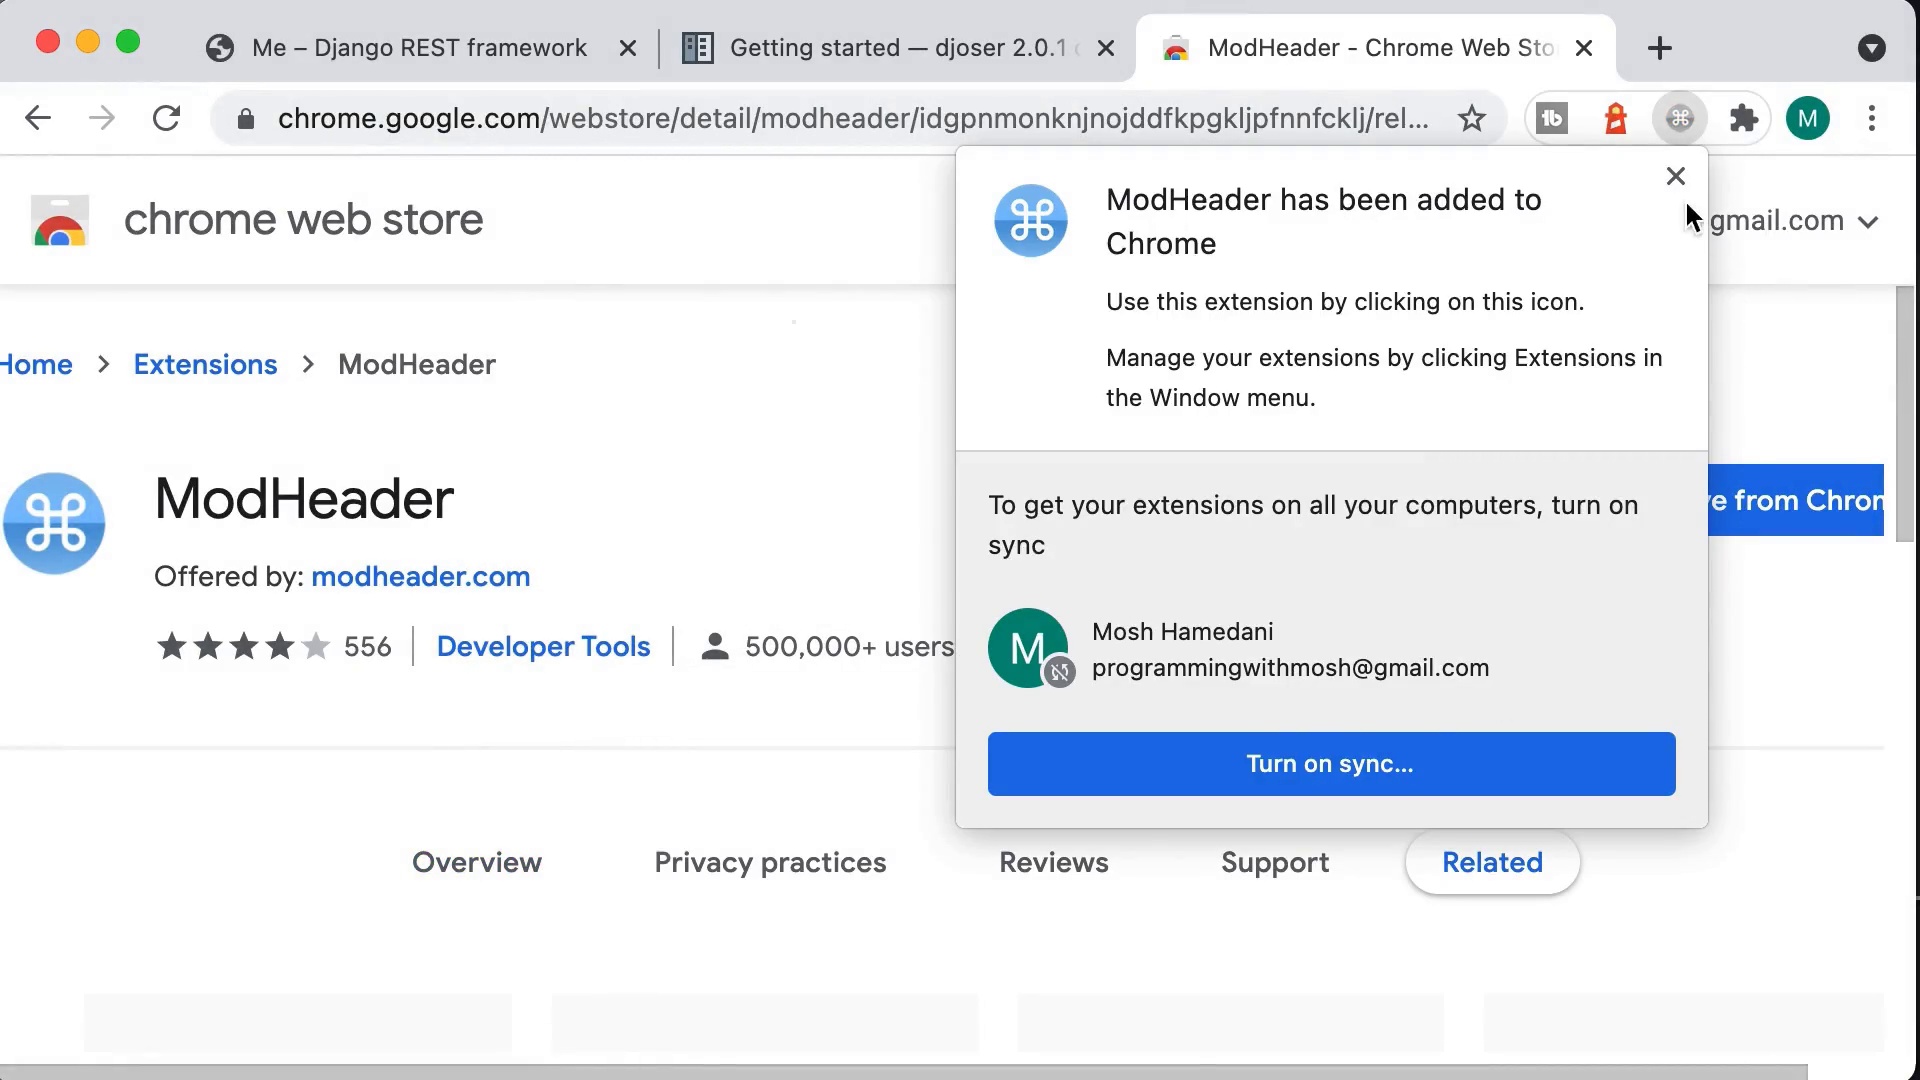 Me – Django REST framework
Getting started — djoser 2.0.1
ModHeader - Chrome Web Sto
chrome.google.com/webstore/detail/modheader/idgpnmonknjnojddfkpgkljpfnnfcklj/rel...
M
chrome web store
gmail.com
ModHeader has been added to
Chrome
Use this extension by clicking on this icon.
Manage your extensions by clicking Extensions in
the Window menu.
Home > Extensions > ModHeader
ModHeader
Offered by: modheader.com
556
Developer Tools
500,000+ users
e from Chron
To get your extensions on all your computers, turn on
sync
M
Mosh Hamedani
programmingwithmosh@gmail.com
Turn on sync...
Overview
Privacy practices
Reviews
Support
Related